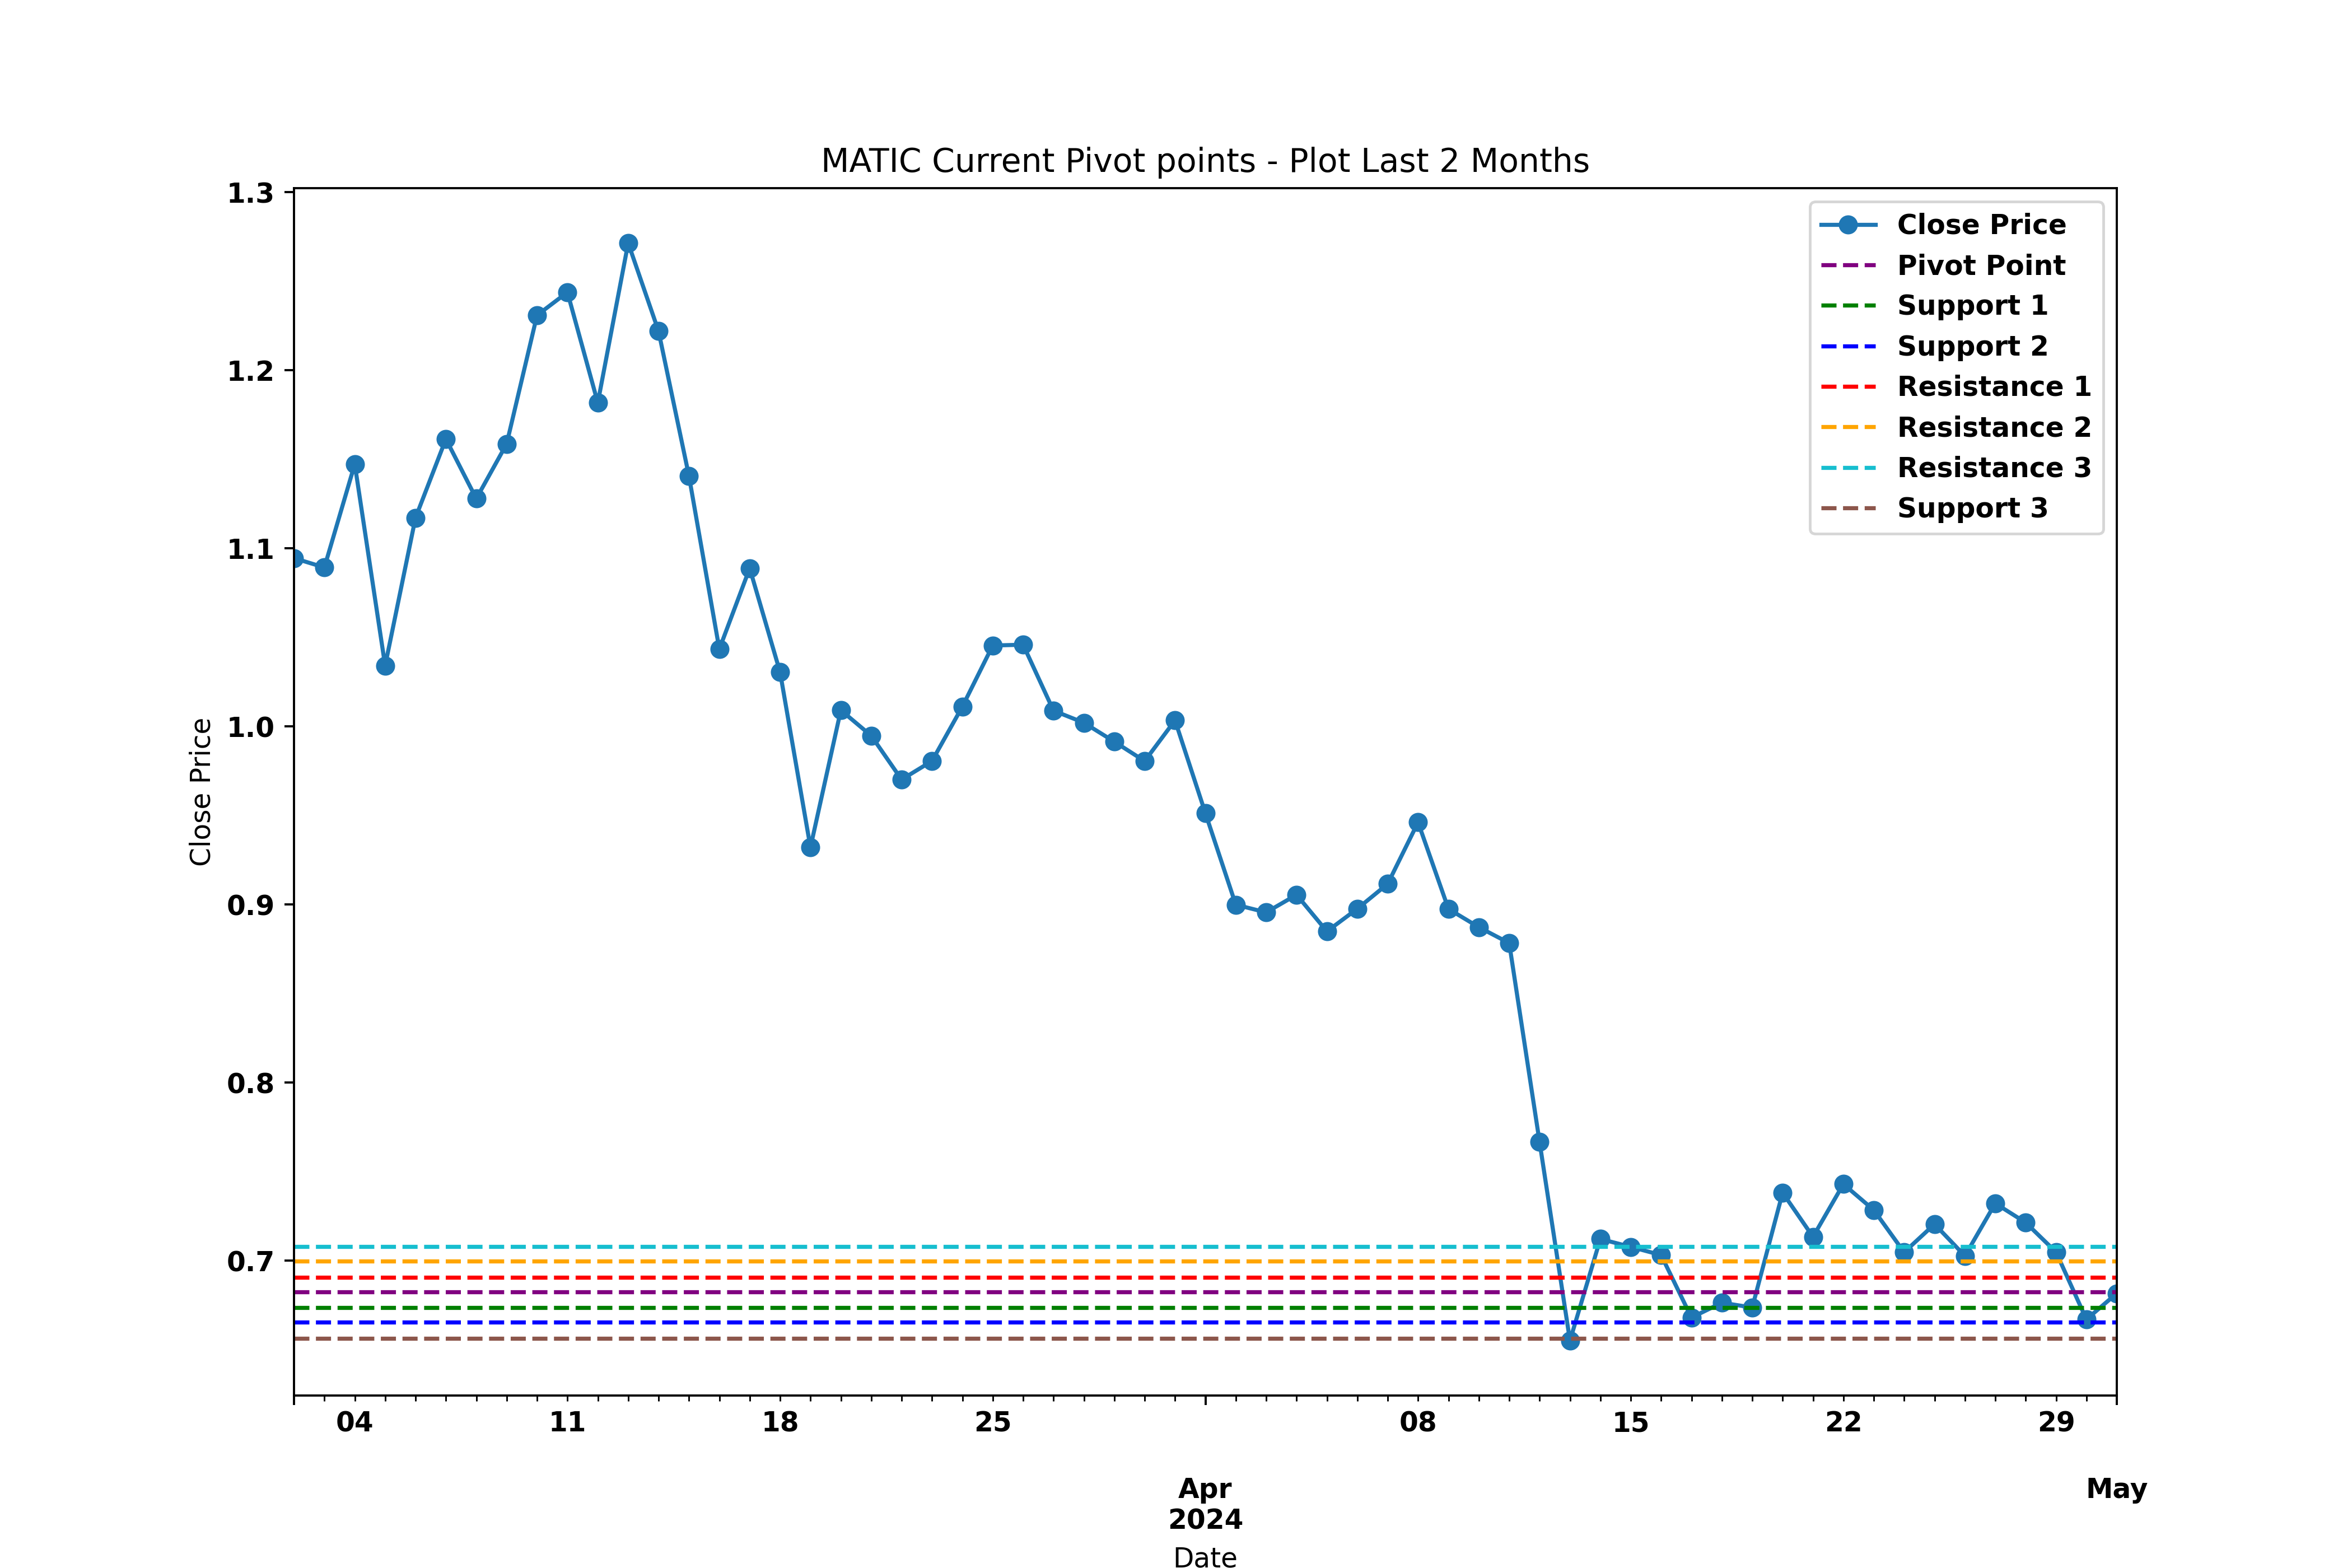 MATIC Current Pivot points - Plot Last 2 Months
1.3
1.2
1.1
1.0
0.9
0.8
0.7
Close Price
Close Price
Pivot Point
Support 1
Support 2
Resistance 1
Resistance 2
Resistance 3
Support 3
04 11 18 25 08 15 22 29
Apr May
2024
Date